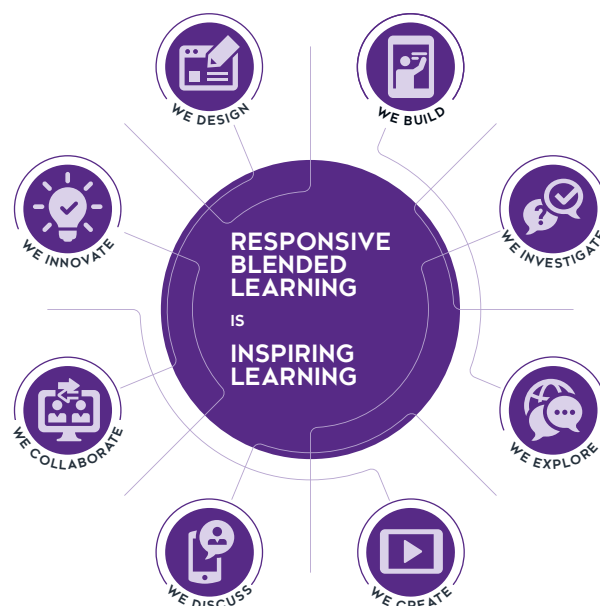 WE DESIGN
WE BUILD
WE INNOVATE
WE INVESTIGATE
RESPONSIVE
BLENDED
LEARNING
IS
INSPIRING
LEARNING
WE COLLABORATE
WE EXPLORE
WE DISCUSS
WE CREATE
?